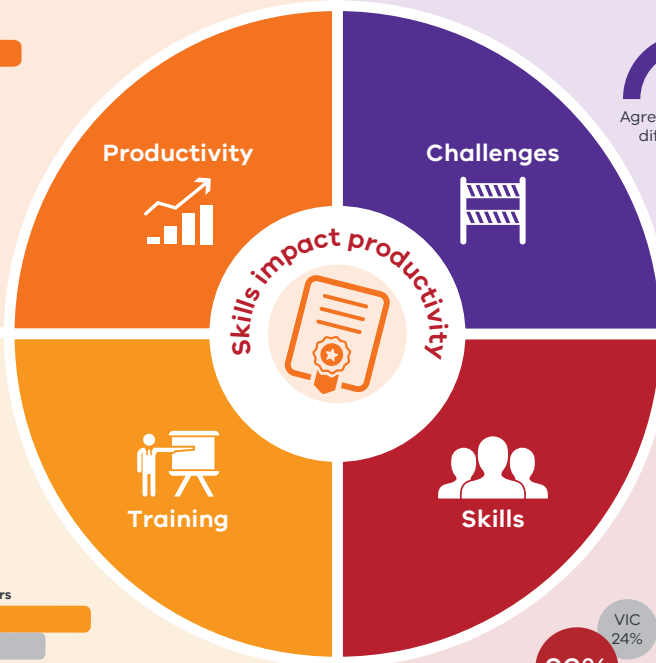 Productivity
Challenges
Skills impact productivity
Training
Skills
VIC
24%